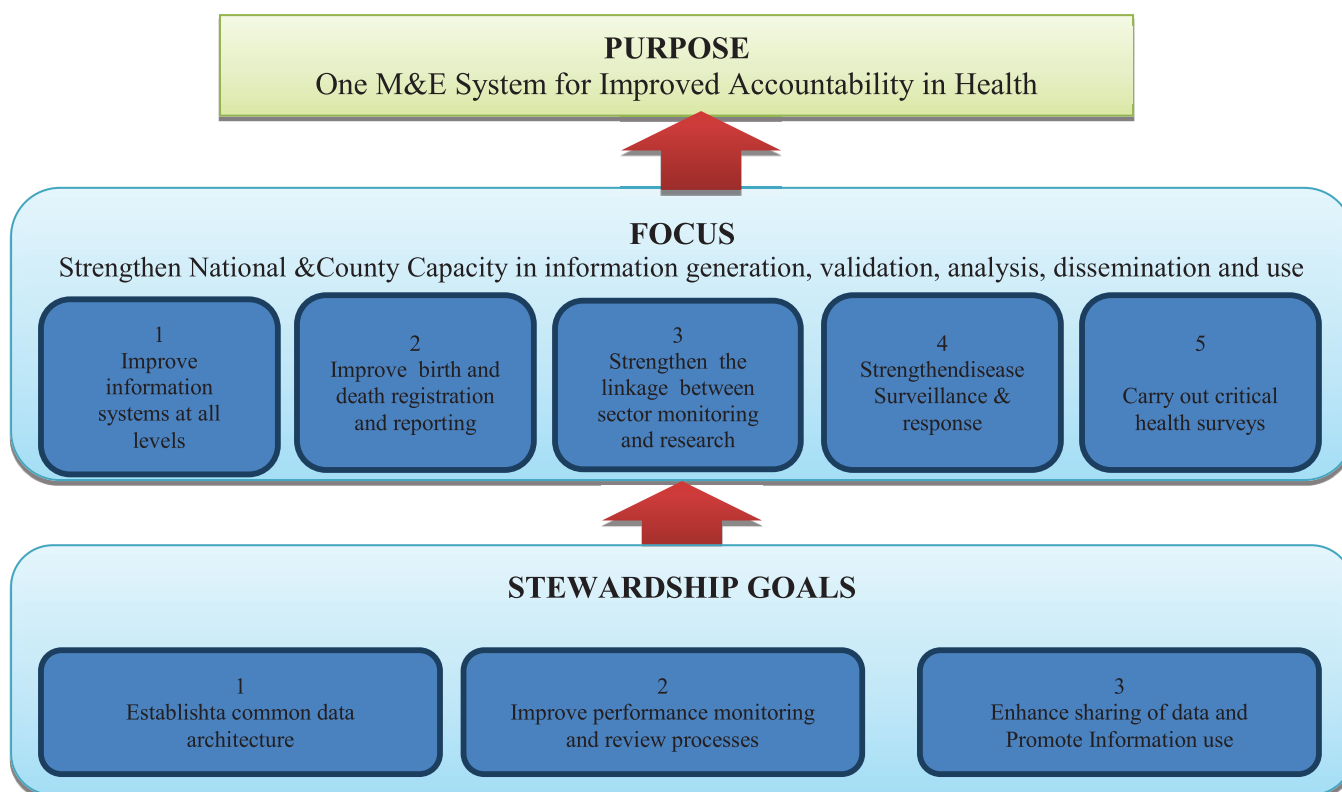 PURPOSE
One M&E System for Improved Accountability in Health
FOCUS
Strengthen National &County Capacity in information generation, validation, analysis, dissemination and use
1
Improve
information
systems at all
levels
2
Improve birth and
death registration
and reporting
3
Strengthen the
linkage between
sector monitoring
and research
4
Strengthendisease
Surveillance &
response
5
Carry out critical
health surveys
STEWARDSHIP GOALS
1
Establishta common data
architecture
2
Improve performance monitoring
and review processes
3
Enhance sharing of data and
Promote Information use